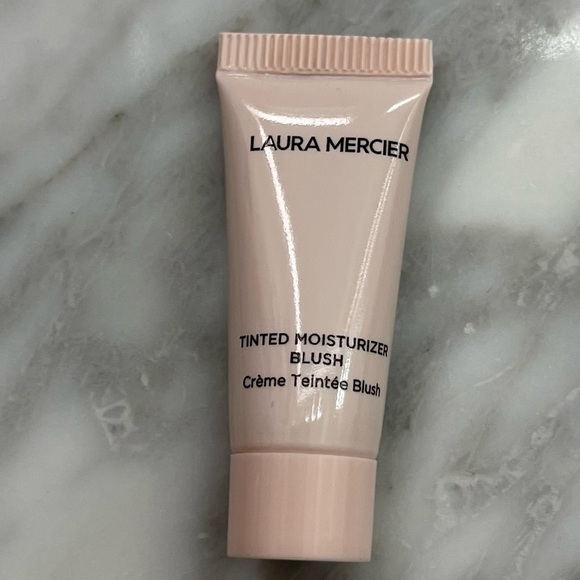 LAURA MERCIER
TINTED MOISTURIZER
BLUSH
Crème Teintée Blush